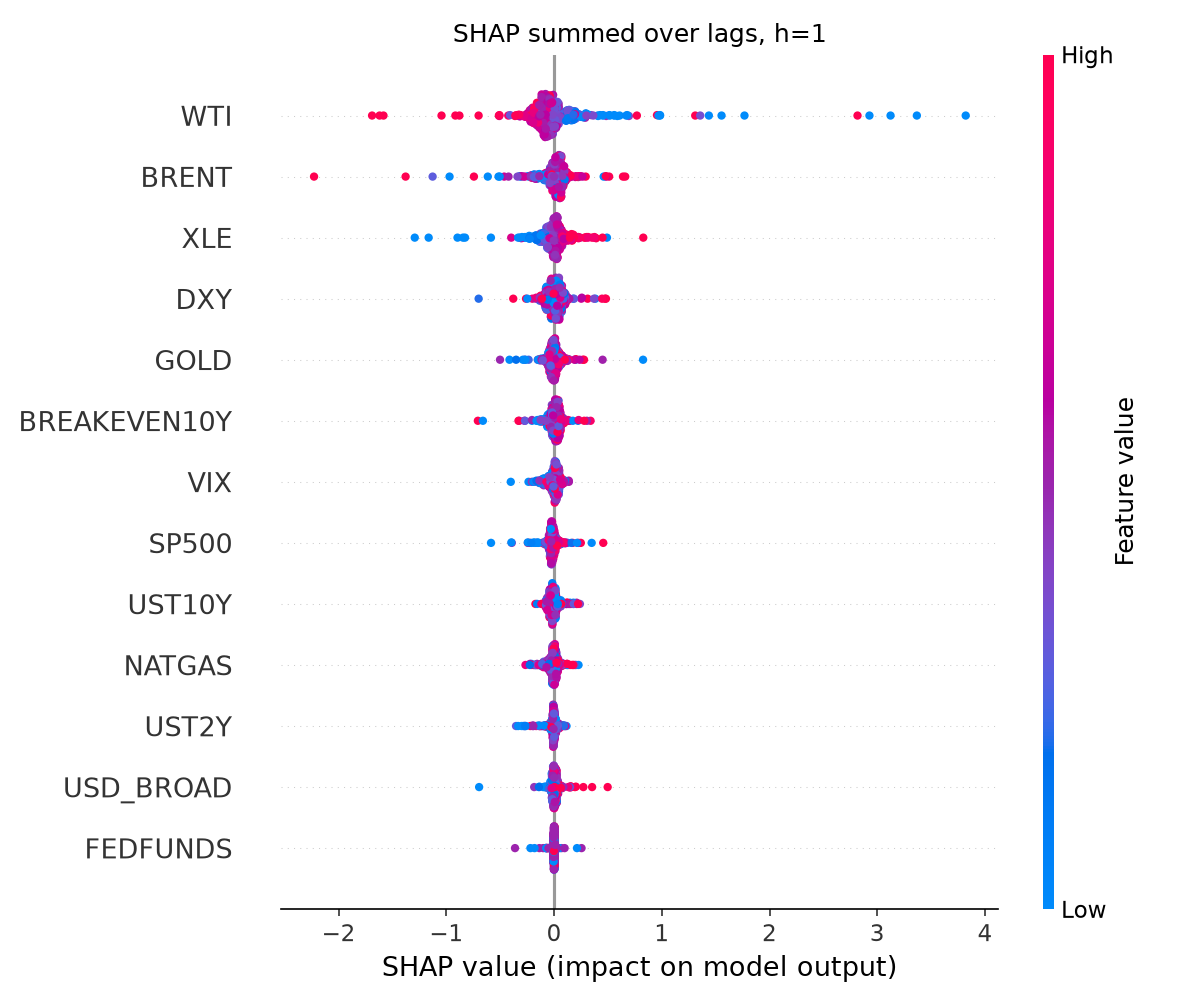 SHAP summed over lags, h=1
High
WTI
BRENT
XLE
DXY
GOLD
BREAKEVEN10Y
VIX
SP500
UST10Y
NATGAS
UST2Y
USD_BROAD
FEDFUNDS
Feature value
Low
−2 −1 0 1 2 3 4
SHAP value (impact on model output)